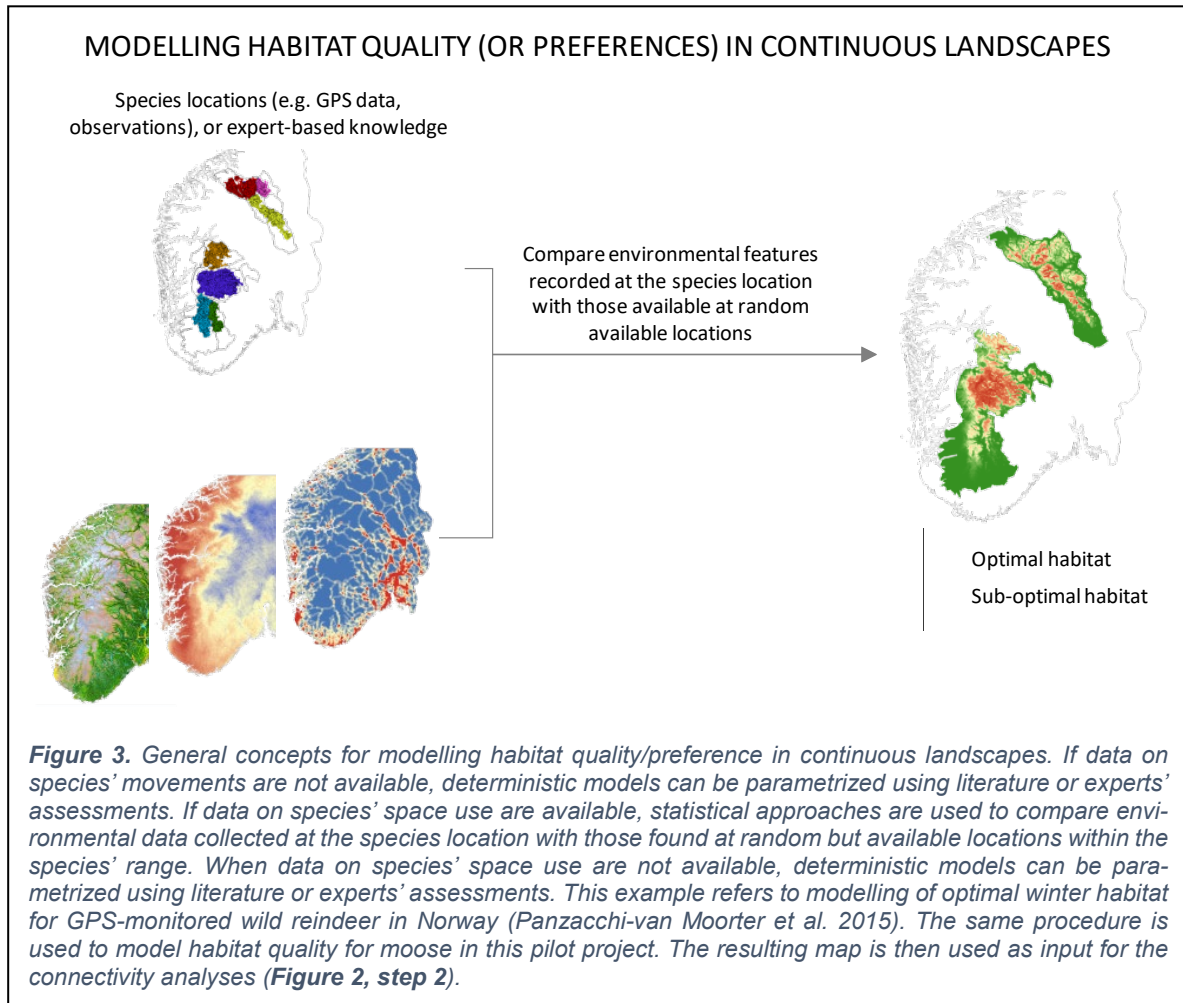 MODELLING HABITAT QUALITY (OR PREFERENCES) IN CONTINUOUS LANDSCAPES
Species locations (e.g. GPS data,
observations), or expert-based knowledge
Compare environmental features
recorded at the species location
with those available at random
available locations
Optimal habitat
Sub-optimal habitat
Figure 3. General concepts for modelling habitat quality/preference in continuous landscapes. If data on
species’ movements are not available, deterministic models can be parametrized using literature or experts’
assessments. If data on species’ space use are available, statistical approaches are used to compare envi-
ronmental data collected at the species location with those found at random but available locations within the
species’ range. When data on species’ space use are not available, deterministic models can be para-
metrized using literature or experts’ assessments. This example refers to modelling of optimal winter habitat
for GPS-monitored wild reindeer in Norway (Panzacchi-van Moorter et al. 2015). The same procedure is
used to model habitat quality for moose in this pilot project. The resulting map is then used as input for the
connectivity analyses (Figure 2, step 2).